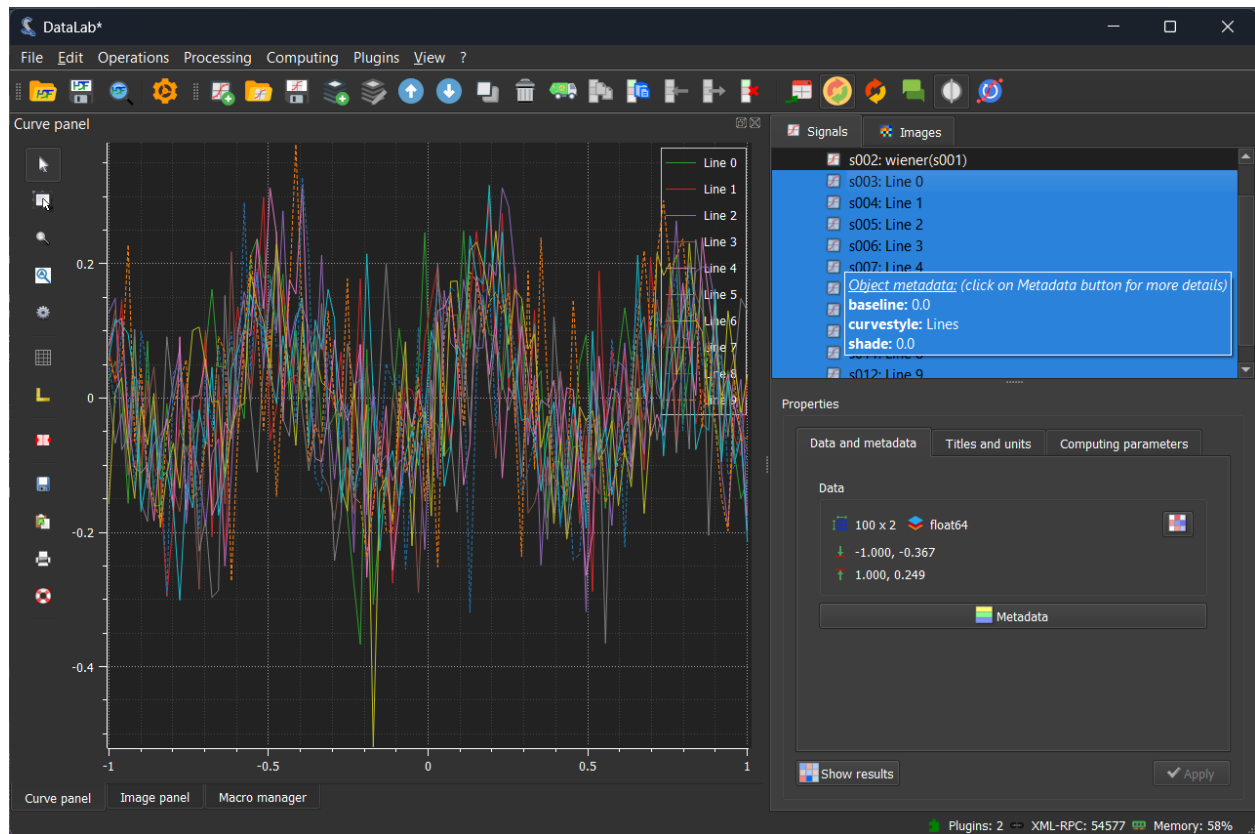 DataLab*
File Edit Operations Processing Computing Plugins View ?
Curve panel
0.2
0
-0.2
-0.4
-1
-0.5
0
0.5
1
Line 0
Line 1
Line 2
Line 3
Line 4
Line 5
Line 6
Line 7
Line 8
Line 9
Curve panel
Image panel
Macro manager
Signals
Images
s002: wiener(s001)
s003: Line 0
s004: Line 1
s005: Line 2
s006: Line 3
s007: Line 4
Object metadata: (click on Metadata button for more details)
baseline: 0.0
curvestyle: Lines
shade: 0.0
s012: Line 9
Properties
Data and metadata
Titles and units
Computing parameters
Data
100 x 2 float64
-1.000, -0.367
1.000, 0.249
Metadata
Show results
Apply
Plugins: 2 XML-RPC: 54577 Memory: 58%